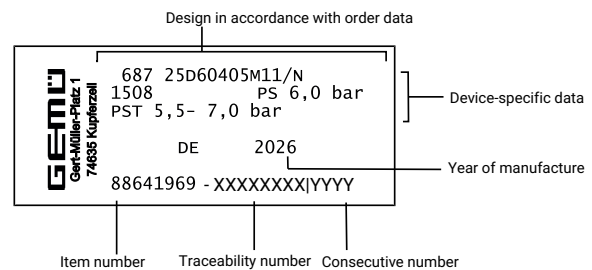 Design in accordance with order data
GEMÜ
Gert-Müller-Platz 1
74635 Kupferzell
687 25D60405M11/N
1508 PS 6,0 bar
PST 5,5- 7,0 bar
Device-specific data
DE 2026
Year of manufacture
88641969 -XXXXXXXX|YYYY
Item number Traceability number Consecutive number